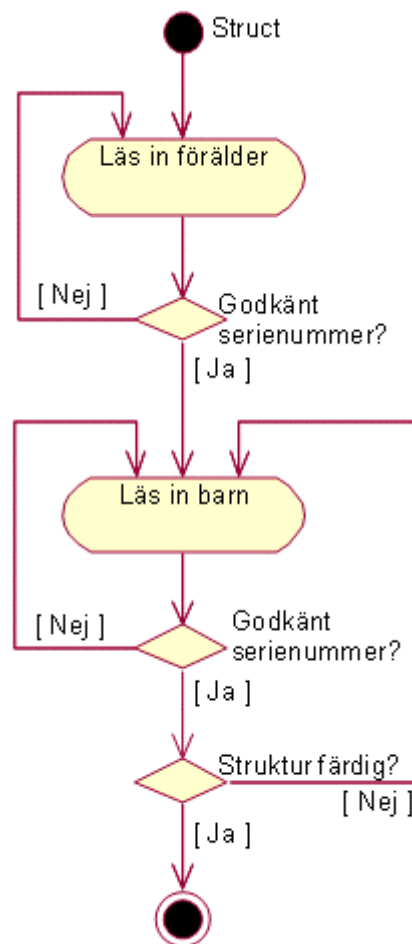 Struct
Läs in förälder
[ Nej ]
Godkänt
serienummer?
[ Ja ]
Läs in barn
[ Nej ]
Godkänt
serienummer?
[ Ja ]
Struktur färdig?
[ Nej ]
[ Ja ]